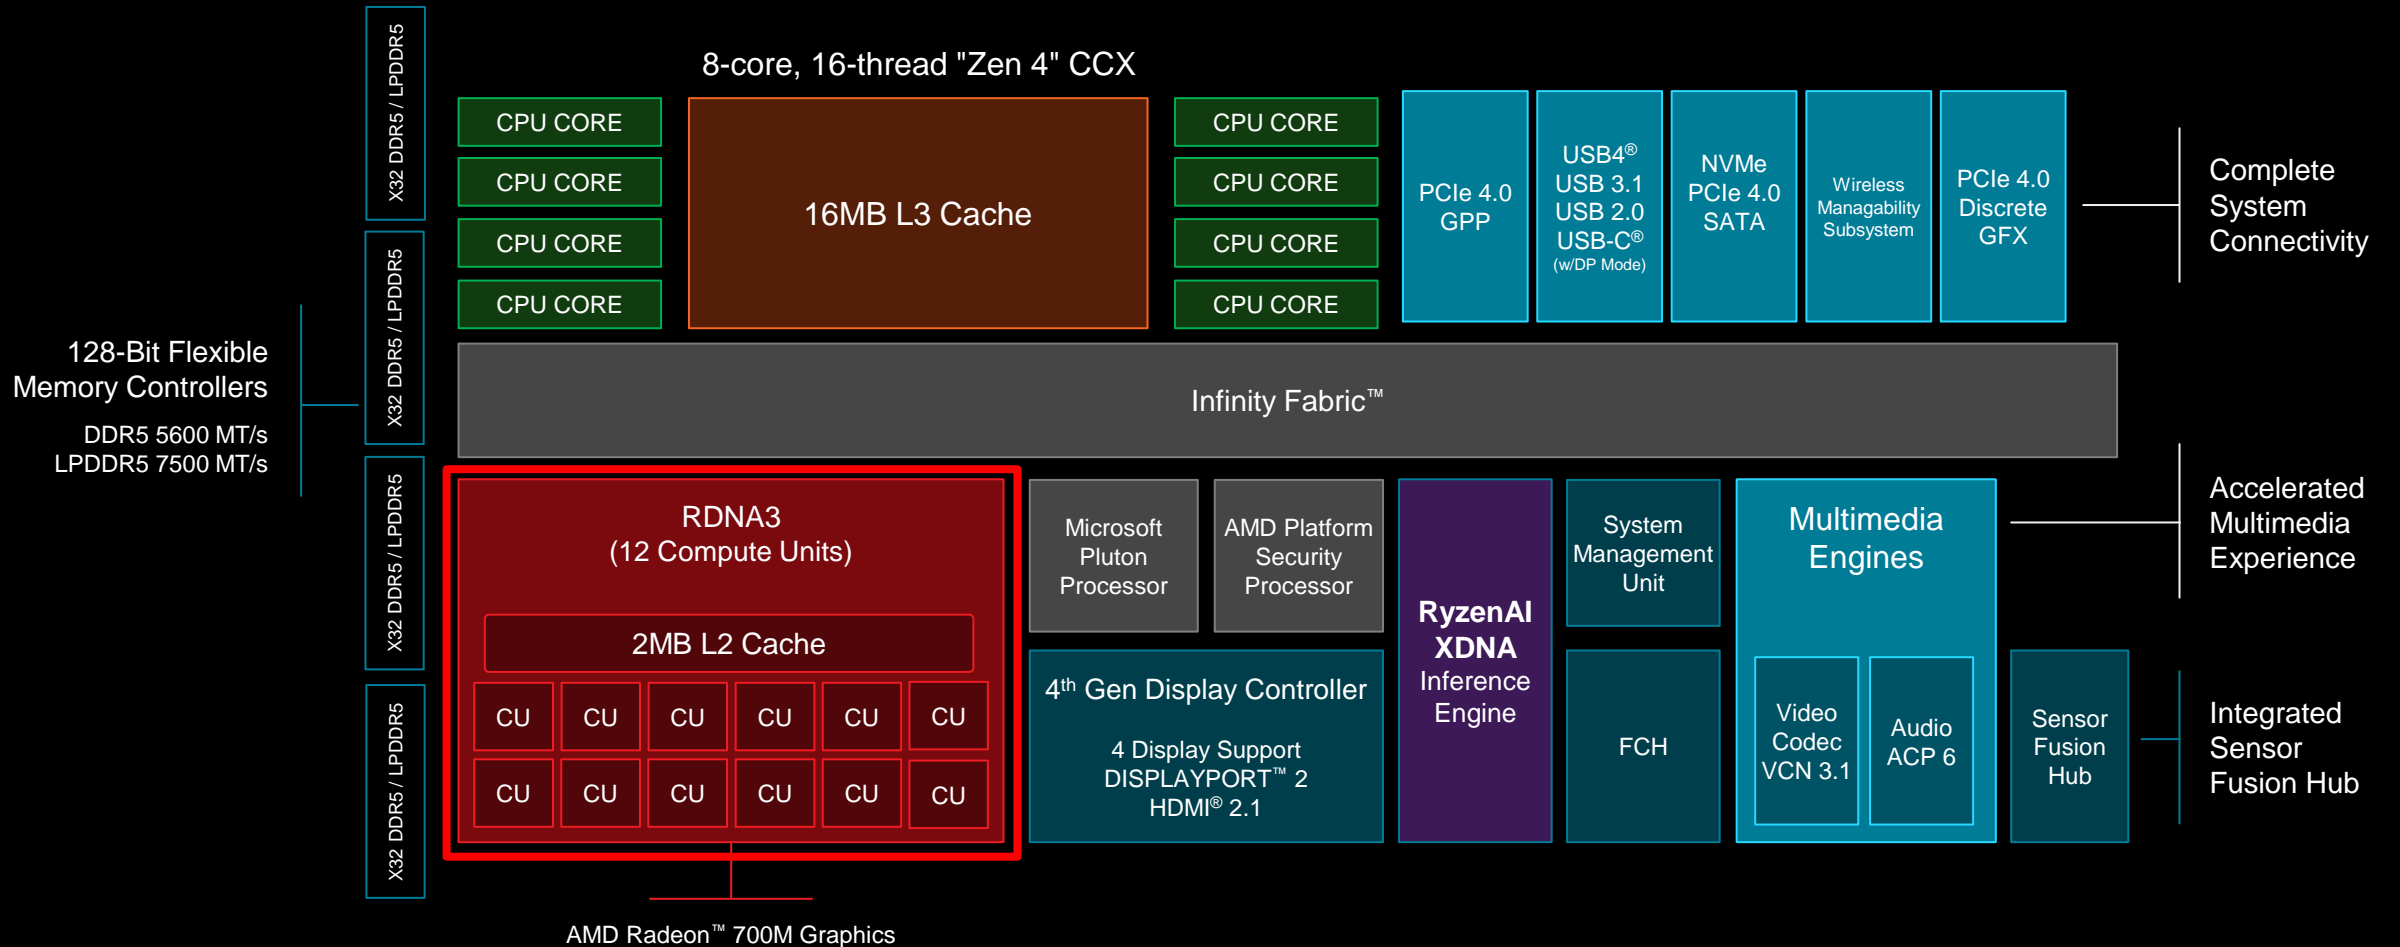 X32 DDR5 / LPDDR5
X32 DDR5 / LPDDR5
X32 DDR5 / LPDDR5
X32 DDR5 / LPDDR5
128-Bit Flexible
Memory Controllers
DDR5 5600 MT/s
LPDDR5 7500 MT/s
8-core, 16-thread "Zen 4" CCX
CPU CORE
CPU CORE
CPU CORE
CPU CORE
16MB L3 Cache
CPU CORE
CPU CORE
CPU CORE
CPU CORE
PCIe 4.0
GPP
USB4®
USB 3.1
USB 2.0
USB-C®
(w/DP Mode)
NVMe
PCIe 4.0
SATA
Wireless
Managability
Subsystem
PCIe 4.0
Discrete
GFX
Complete
System
Connectivity
Infinity Fabric™
RDNA3
(12 Compute Units)
2MB L2 Cache
CU CU CU CU CU CU
CU CU CU CU CU CU
AMD Radeon™ 700M Graphics
Microsoft
Pluton
Processor
AMD Platform
Security
Processor
4th Gen Display Controller
4 Display Support
DISPLAYPORT™ 2
HDMI® 2.1
RyzenAI
XDNA
Inference
Engine
System
Management
Unit
FCH
Multimedia
Engines
Video
Codec
VCN 3.1
Audio
ACP 6
Sensor
Fusion
Hub
Accelerated
Multimedia
Experience
Integrated
Sensor
Fusion Hub